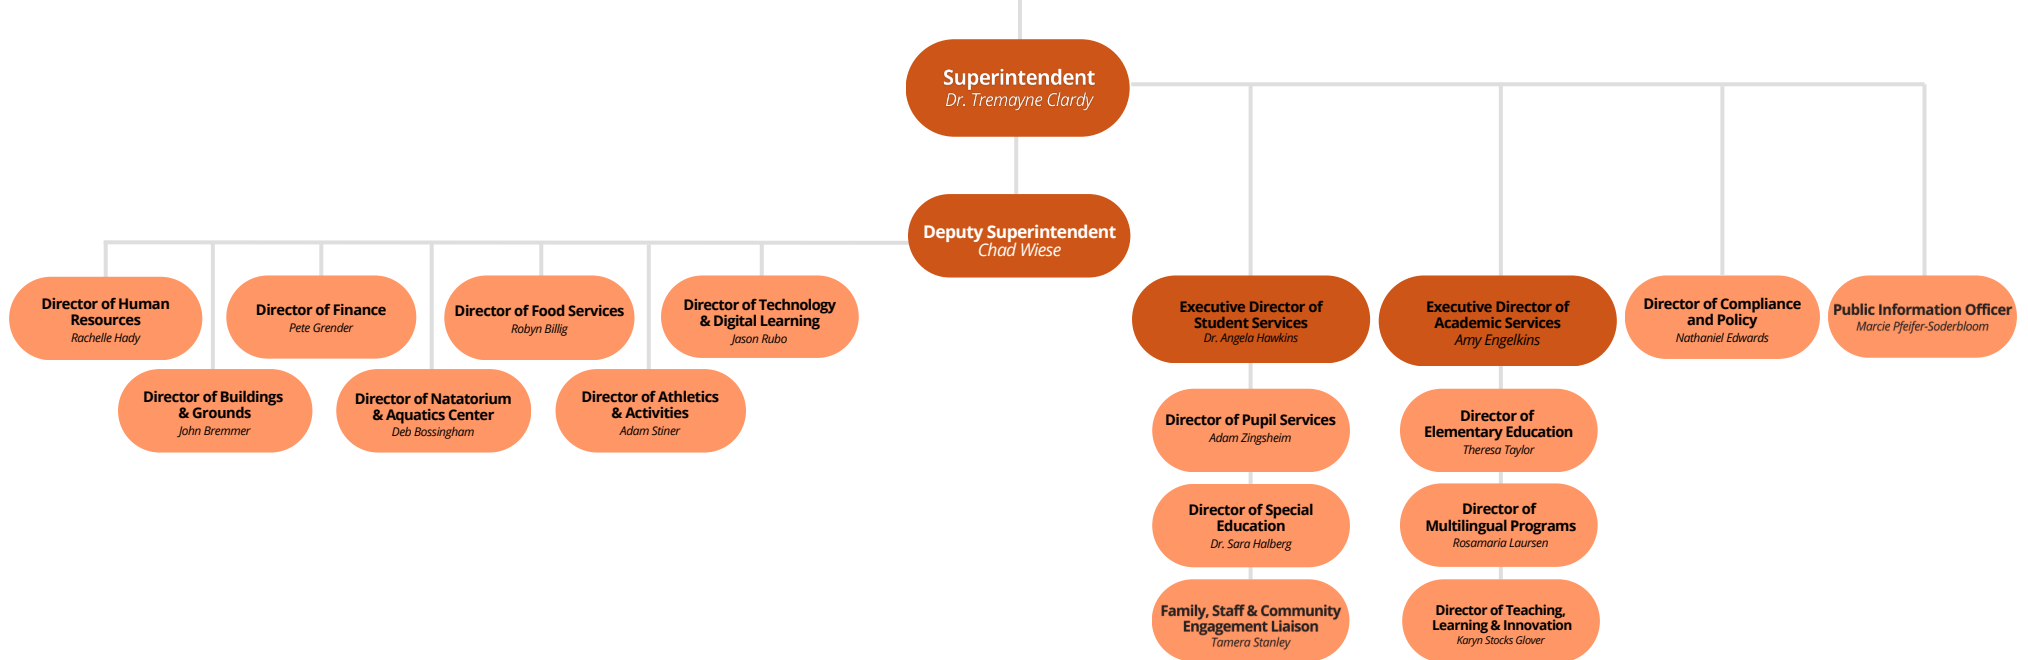 Superintendent
Dr. Tremayne Clardy
Deputy Superintendent
Chad Wiese
Director of Human
Resources
Rachelle Hady
Director of Finance
Pete Grender
Director of Food Services
Robyn Billig
Director of Technology
& Digital Learning
Jason Rubo
Director of Buildings
& Grounds
John Bremmer
Director of Natatorium
& Aquatics Center
Deb Bossingham
Director of Athletics
& Activities
Adam Stiner
Executive Director of
Student Services
Dr. Angela Hawkins
Executive Director of
Academic Services
Amy Engelkins
Director of Compliance
and Policy
Nathaniel Edwards
Public Information Officer
Marcie Pfeifer-Soderbloom
Director of Pupil Services
Adam Zingsheim
Director of Special
Education
Dr. Sara Halberg
Family, Staff & Community
Engagement Liaison
Tamera Stanley
Director of
Elementary Education
Theresa Taylor
Director of
Multilingual Programs
Rosamaria Laursen
Director of Teaching,
Learning & Innovation
Karyn Stocks Glover